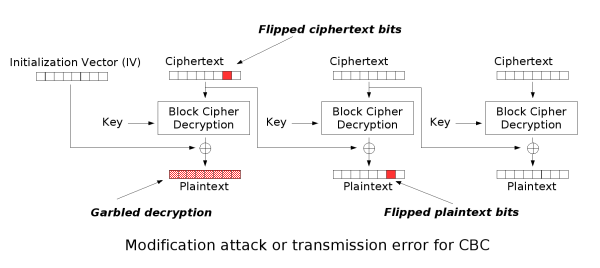 Flipped ciphertext bits
Initialization Vector (IV)
Ciphertext
Ciphertext
Ciphertext
Key
Block Cipher
Decryption
Key
Block Cipher
Decryption
Key
Block Cipher
Decryption
Plaintext
Plaintext
Plaintext
Garbled decryption
Flipped plaintext bits
Modification attack or transmission error for CBC